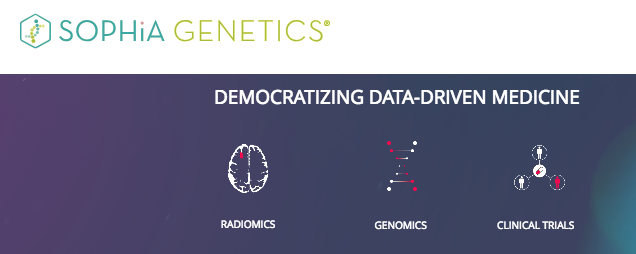 SOPHiA GENETICS®
DEMOCRATIZING DATA-DRIVEN MEDICINE
RADIOMICS
GENOMICS
CLINICAL TRIALS